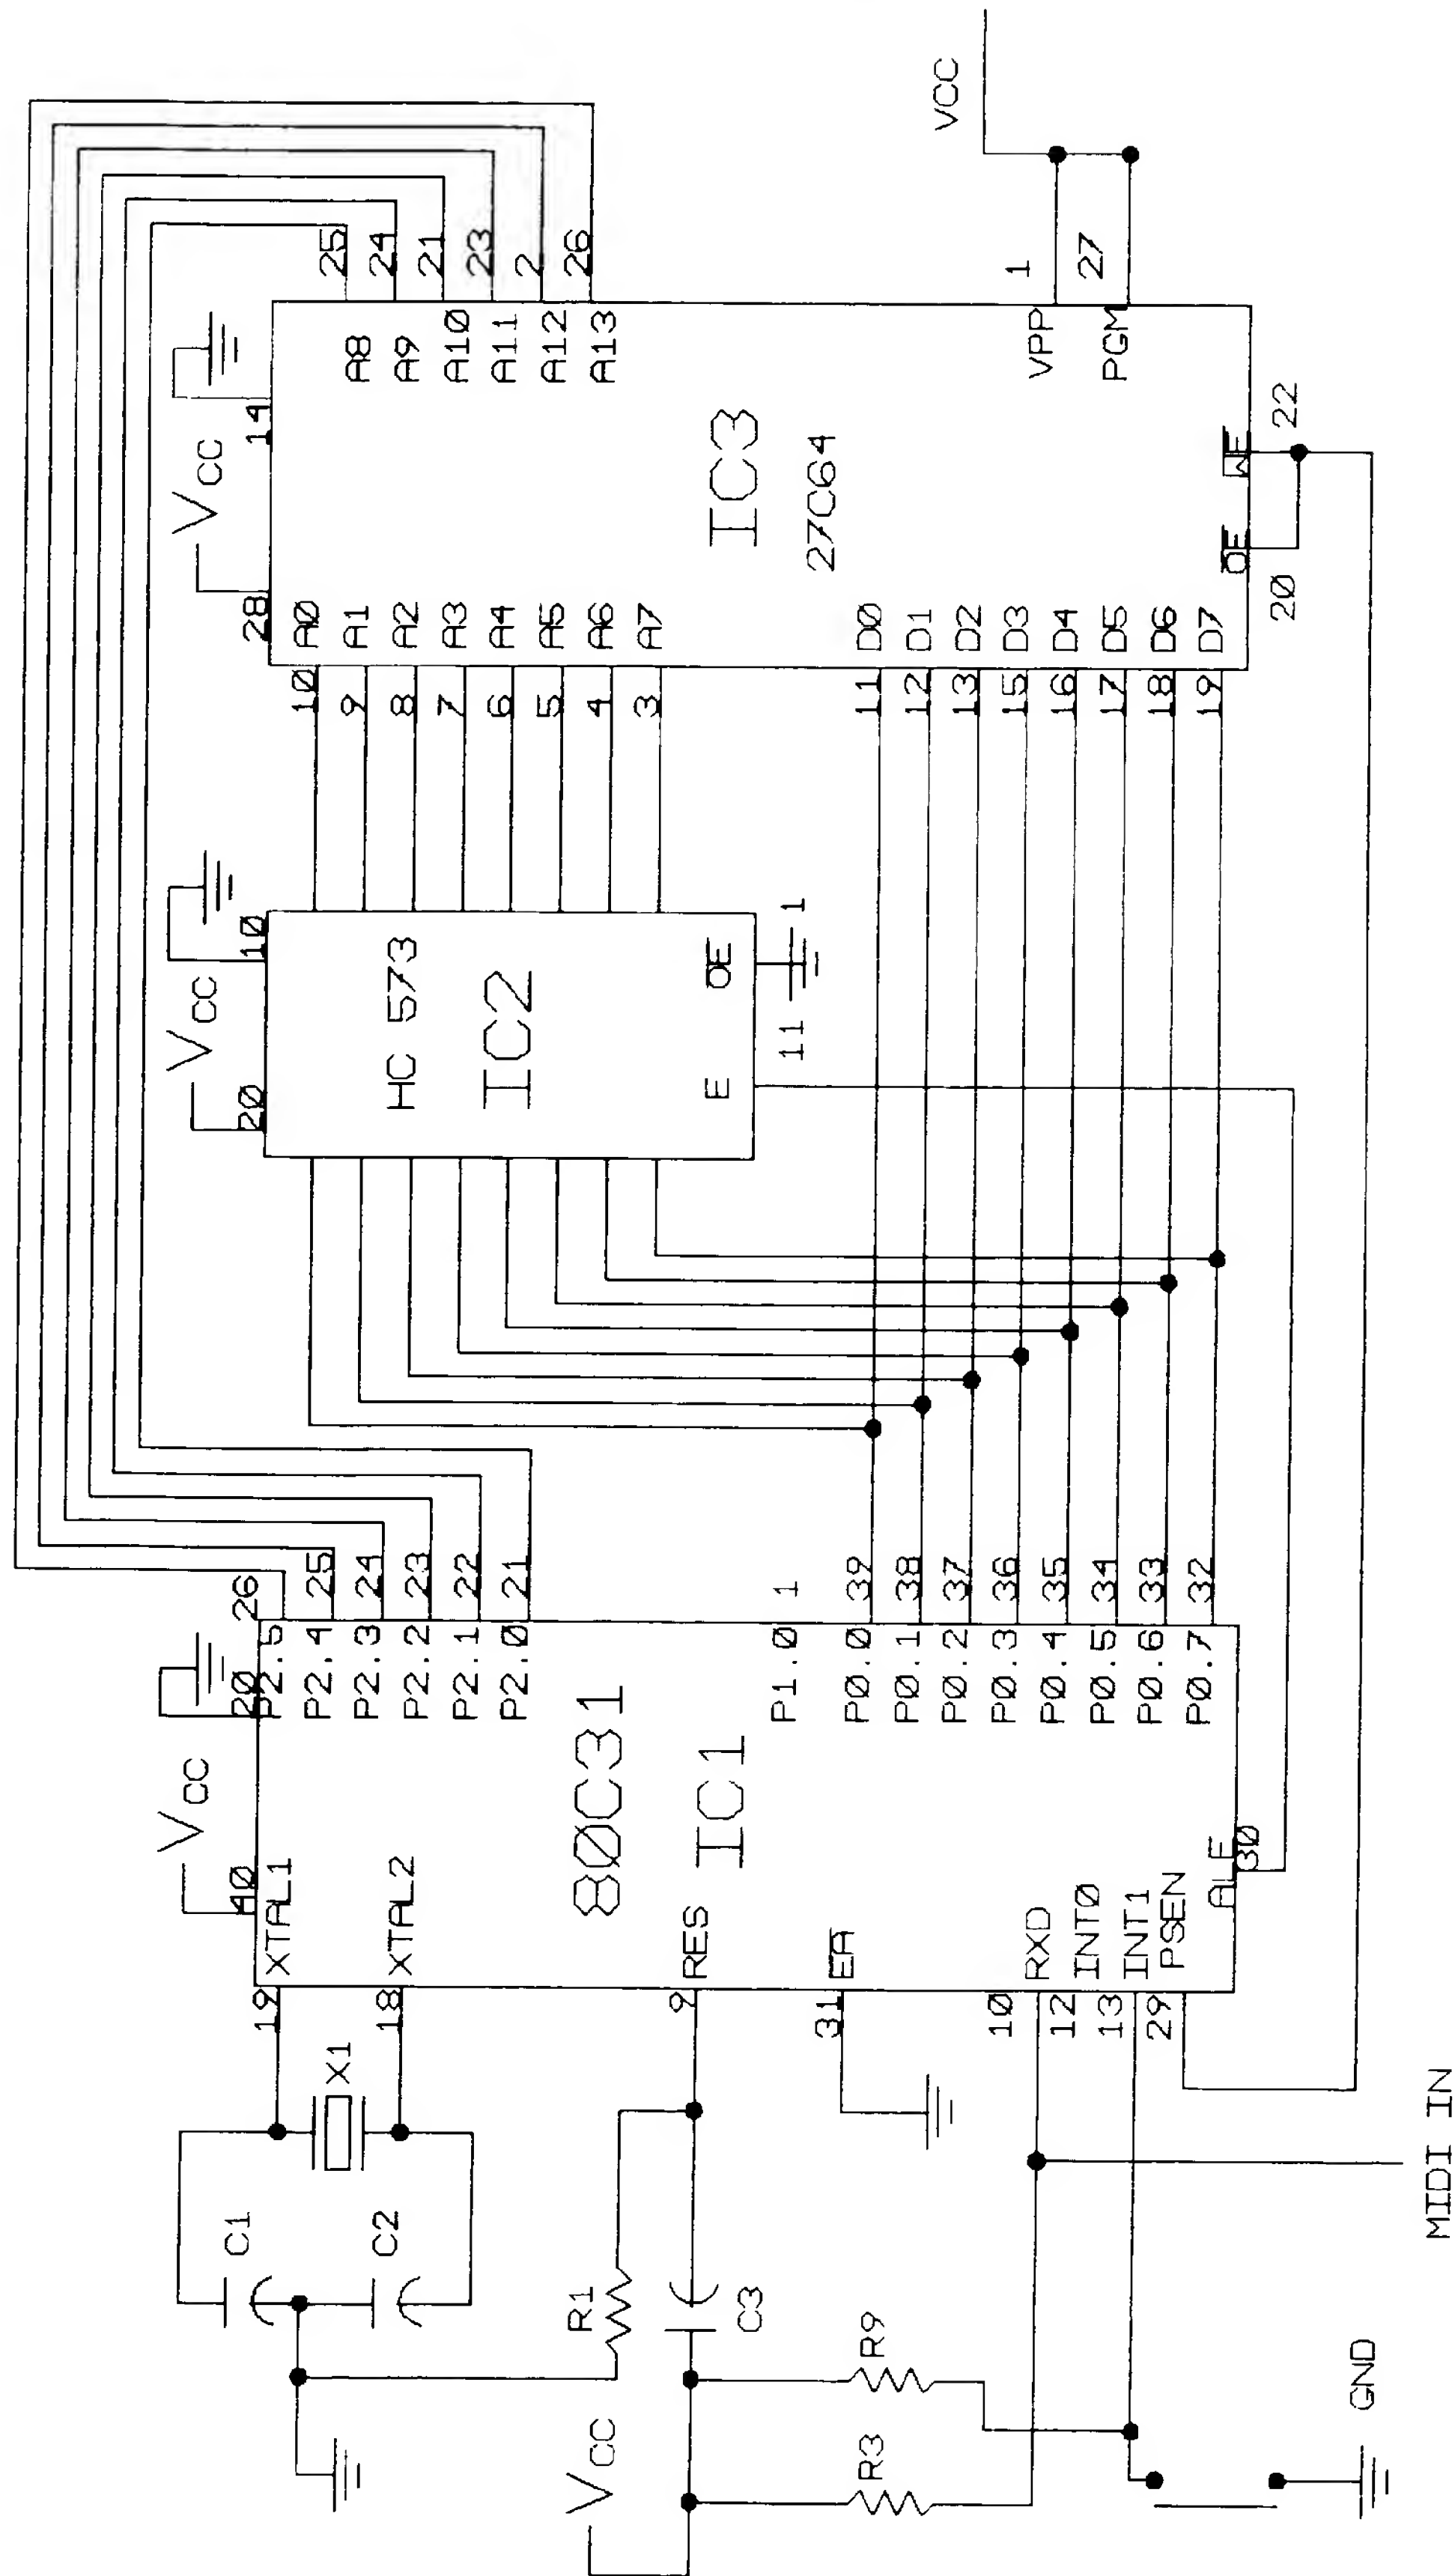 VCC
25
24
21
23
2
26
A8
A9
A10
A11
A12
A13
1
27
VPP
PGM
14
VCC
28
IC3
27C64
WE
22
OE
20
A0
A1
A2
A3
A4
A5
A6
A7
D0
D1
D2
D3
D4
D5
D6
D7
10
9
8
7
6
5
4
3
11
12
13
15
16
17
18
19
10
VCC
20
HC 573
IC2
OE
1
E
11
26
25
24
23
22
21
1
39
38
37
36
35
34
33
32
20
P2.5
P2.4
P2.3
P2.2
P2.1
P2.0
P1.0
P0.0
P0.1
P0.2
P0.3
P0.4
P0.5
P0.6
P0.7
VCC
40
80C31
IC1
ALE
30
XTAL1
XTAL2
RES
EA
RXD
INT0
INT1
PSEN
19
18
9
31
10
12
13
29
X1
MIDI IN
C1
C2
R1
C3
R9
R3
VCC
GND